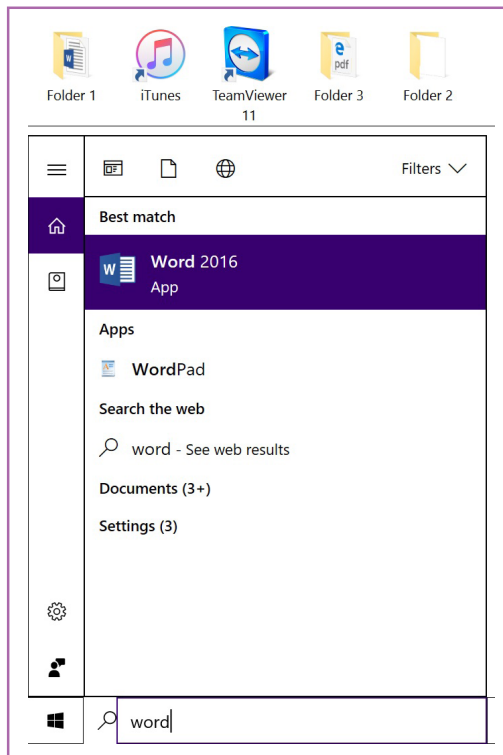 Folder 1
iTunes
TeamViewer
11
Folder 3
Folder 2
Filters
Best match
Word 2016
App
Apps
WordPad
Search the web
word - See web results
Documents (3+)
Settings (3)
word